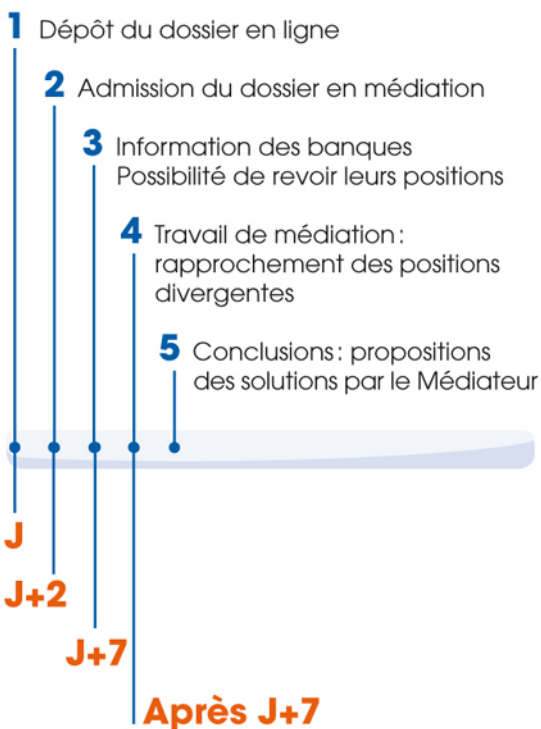 1 Dépôt du dossier en ligne
2 Admission du dossier en médiation
3 Information des banques
Possibilité de revoir leurs positions
4 Travail de médiation :
rapprochement des positions
divergentes
5 Conclusions : propositions
des solutions par le Médiateur
J
J+2
J+7
Après J+7